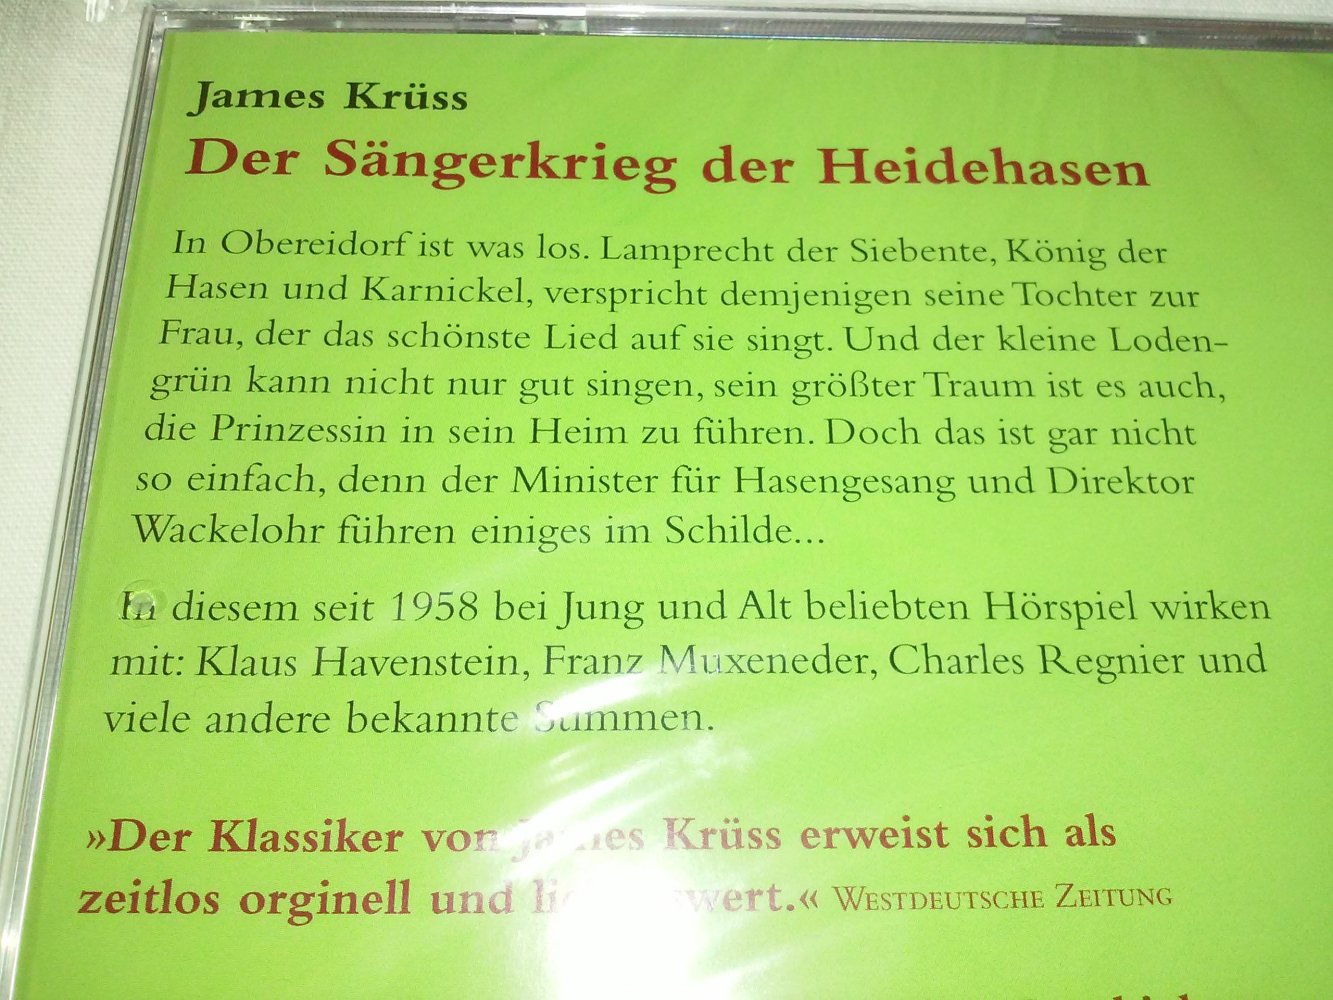 James Krüss
Der Sängerkrieg der Heidehasen
In Obereidorf ist was los. Lamprecht der Siebente, König der
Hasen und Karnickel, verspricht demjenigen seine Tochter zur
Frau, der das schönste Lied auf sie singt. Und der kleine Loden-
grün kann nicht nur gut singen, sein größter Traum ist es auch,
die Prinzessin in sein Heim zu führen. Doch das ist gar nicht
so einfach, denn der Minister für Hasengesang und Direktor
Wackelohr führen einiges im Schilde...
In diesem seit 1958 bei Jung und Alt beliebten Hörspiel wirken
mit: Klaus Havenstein, Franz Muxeneder, Charles Regnier und
viele andere bekannte Stimmen.
»Der Klassiker von James Krüss erweist sich als
zeitlos orginell und .« WESTDEUTSCHE ZEITUNG